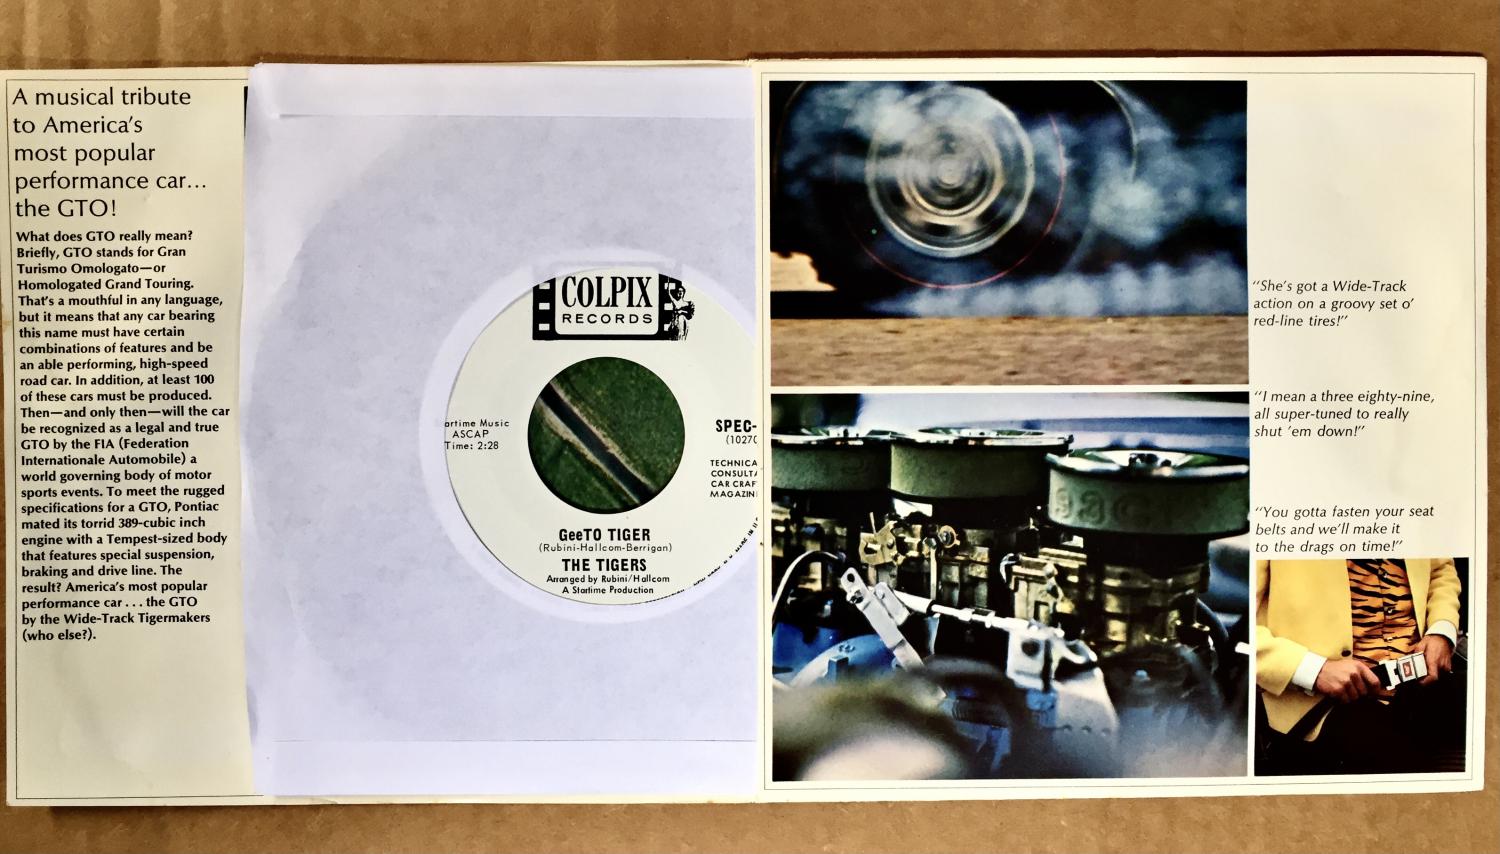 A musical tribute
to America's
most popular
performance car...
the GTO!
What does GTO really mean?
Briefly, GTO stands for Gran
Turismo Omologato—or
Homologated Grand Touring.
That's a mouthful in any language,
but it means that any car bearing
this name must have certain
combinations of features and be
an able performing, high-speed
road car. In addition, at least 100
of these cars must be produced.
Then—and only then—will the car
be recognized as a legal and true
GTO by the FIA (Federation
Internationale Automobile) a
world governing body of motor
sports events. To meet the rugged
specifications for a GTO, Pontiac
mated its torrid 389-cubic inch
engine with a Tempest-sized body
that features special suspension,
braking and drive line. The
result? America's most popular
performance car . . . the GTO
by the Wide-Track Tigermakers
(who else?).
COLPIX
RECORDS
artime Music
ASCAP
Time: 2:28
SPEC-
(1027
TECHNICA
CONSULTA
CAR CRAF
MAGAZIN
GeeTO TIGER
(Rubini-Hallcom-Berrigan)
THE TIGERS
Arranged by Rubini/Hallcom
A Startime Production
"She's got a Wide-Track
action on a groovy set o'
red-line tires!"
"I mean a three eighty-nine,
all super-tuned to really
shut 'em down!"
"You gotta fasten your seat
belts and we'll make it
to the drags on time!"